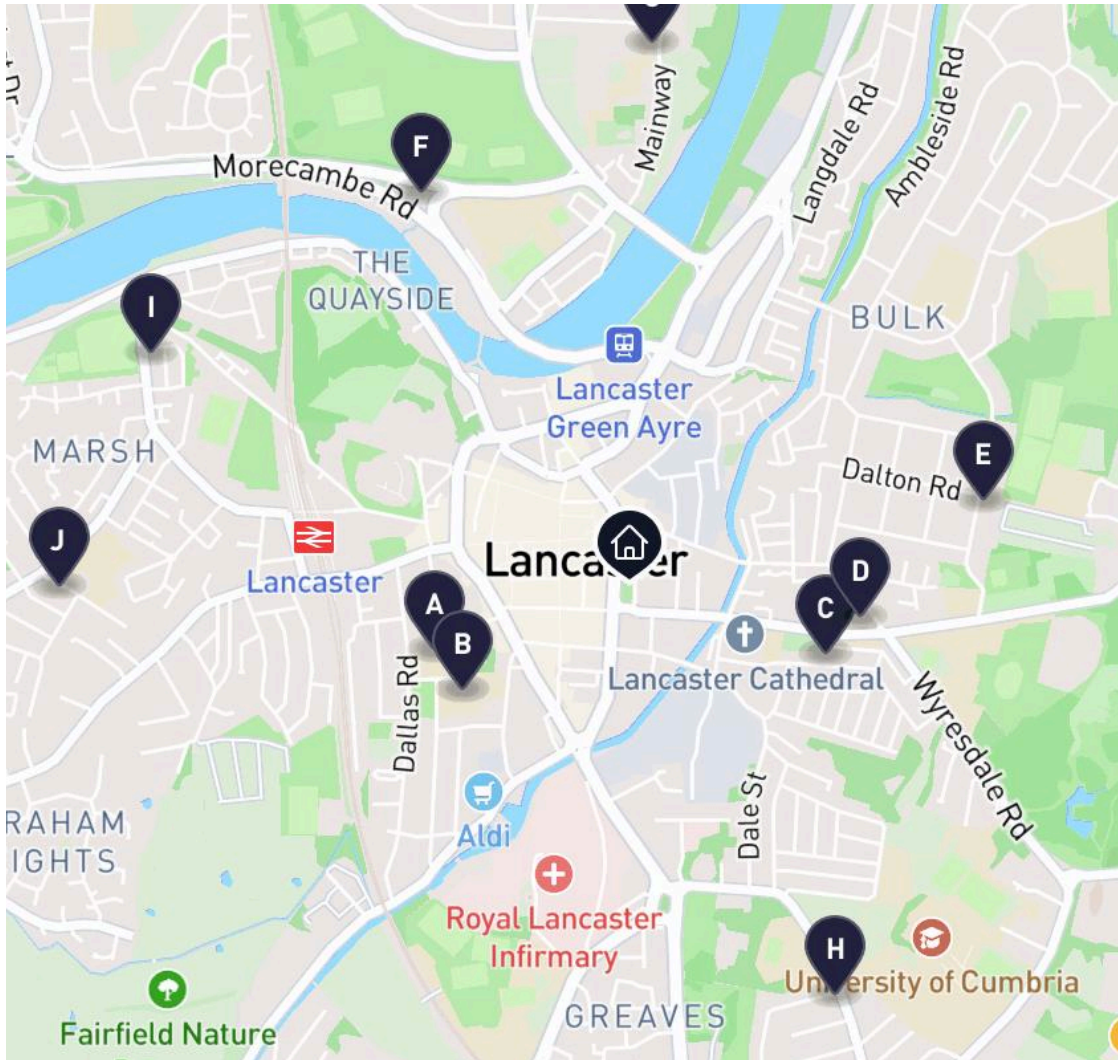 Mainway
Langdale Rd
Ambleside Rd
F
Morecambe Rd
THE
QUAYSIDE
I
BULK
Lancaster
Green Ayre
MARSH
E
Dalton Rd
J
Lancaster
Lancaster
A
B
D
C
Dallas Rd
Lancaster Cathedral
Wyresdale Rd
Aldi
Dale St
RAHAM
IGHTS
Royal Lancaster
Infirmary
H
University of Cumbria
GREAVES
Fairfield Nature